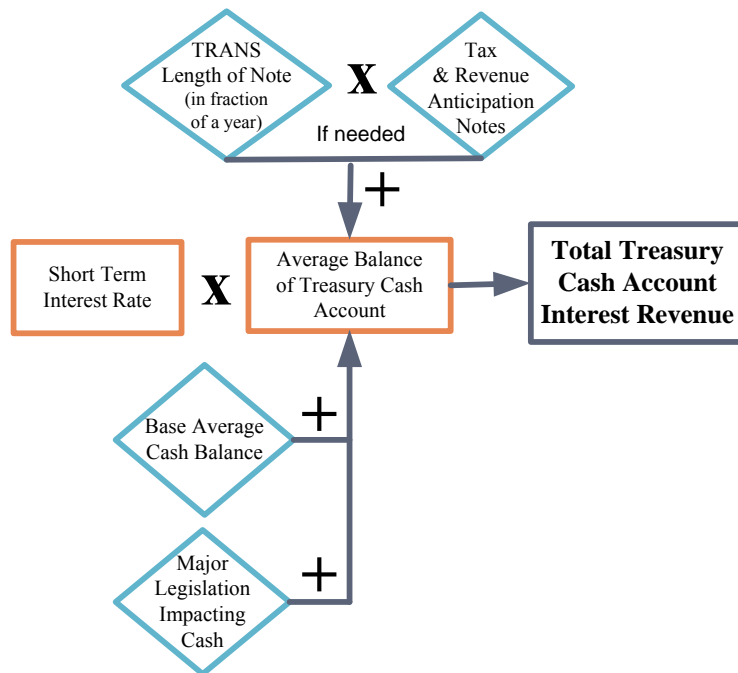 TRANS
Length of Note
(in fraction
of a year)
X
Tax
& Revenue
Anticipation
Notes
If needed
+
Short Term
Interest Rate
X
Average Balance
of Treasury Cash
Account
Total Treasury
Cash Account
Interest Revenue
+
Base Average
Cash Balance
+
Major
Legislation
Impacting
Cash